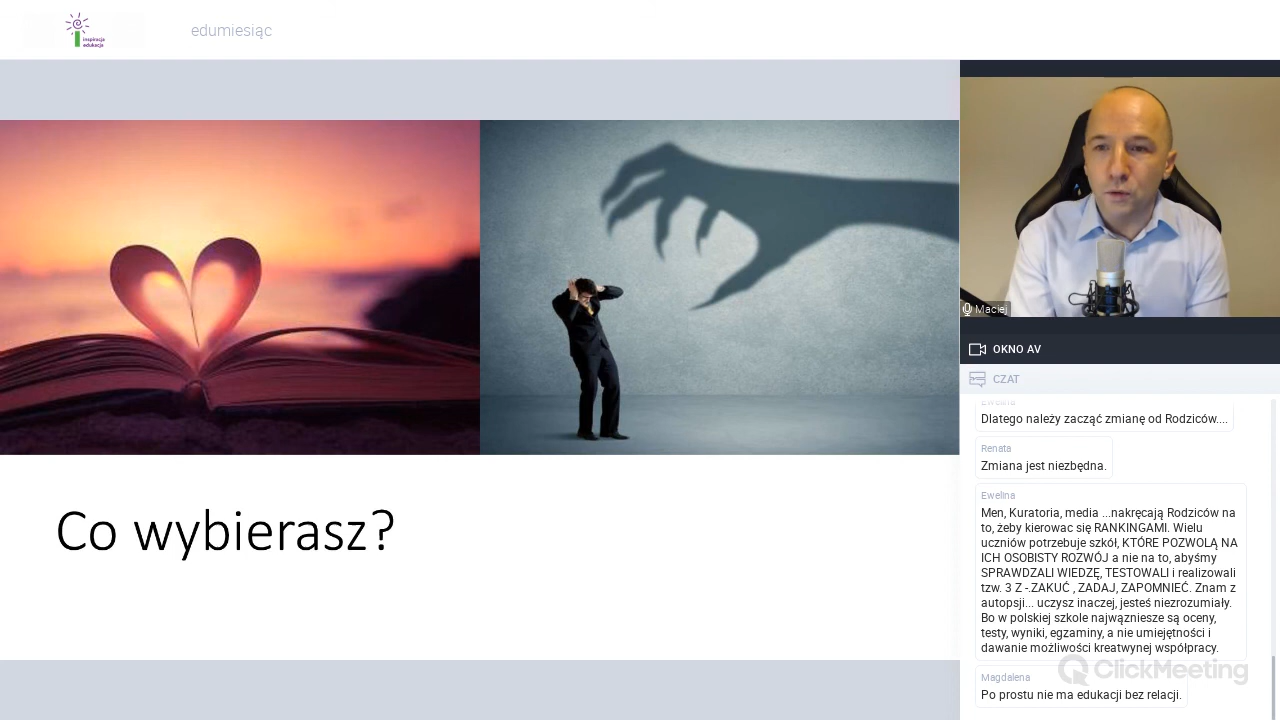 inspiracja
edukacja
edumiesiąc
Co wybierasz?
Maciej
OKNO AV
CZAT
Ewelina
Dlatego należy zacząć zmianę od Rodziców....
Renata
Zmiana jest niezbędna.
Ewelina
Men, Kuratoria, media ...nakręcają Rodziców na
to, żeby kierowac się RANKINGAMI. Wielu
uczniów potrzebuje szkół, KTÓRE POZWOLĄ NA
ICH OSOBISTY ROZWÓJ a nie na to, abyśmy
SPRAWDZALI WIEDZĘ, TESTOWALI i realizowali
tzw. 3 Z -.ZAKUĆ , ZADAJ, ZAPOMNIEĆ. Znam z
autopsji... uczysz inaczej, jesteś niezrozumiały.
Bo w polskiej szkole najwązniesze są oceny,
testy, wyniki, egzaminy, a nie umiejętności i
dawanie możliwości kreatwynej współpracy.
ClickMeeting
Magdalena
Po prostu nie ma edukacji bez relacji.